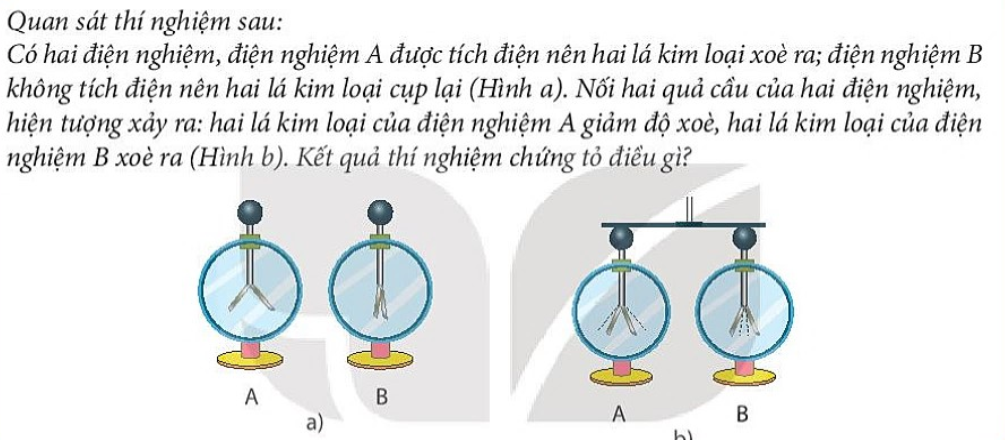 Quan sát thí nghiệm sau:
Có hai điện nghiệm, điện nghiệm A được tích điện nên hai lá kim loại xoè ra; điện nghiệm B
không tích điện nên hai lá kim loại cụp lại (Hình a). Nối hai quả cầu của hai điện nghiệm,
hiện tượng xảy ra: hai lá kim loại của điện nghiệm A giảm độ xoè, hai lá kim loại của điện
nghiệm B xoè ra (Hình b). Kết quả thí nghiệm chứng tỏ điều gì?
A B
a)
A B
b)